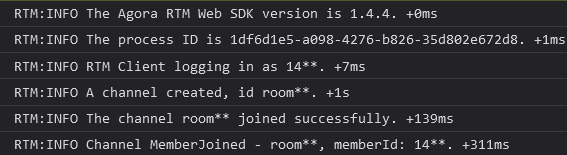 RTM:INFO The Agora RTM Web SDK version is 1.4.4. +0ms
RTM:INFO The process ID is 1df6d1e5-a098-4276-b826-35d802e672d8. +1ms
RTM:INFO RTM Client logging in as 14**. +7ms
RTM:INFO A channel created, id room**. +1s
RTM:INFO The channel room** joined successfully. +139ms
RTM:INFO Channel MemberJoined - room**, memberId: 14**. +311ms